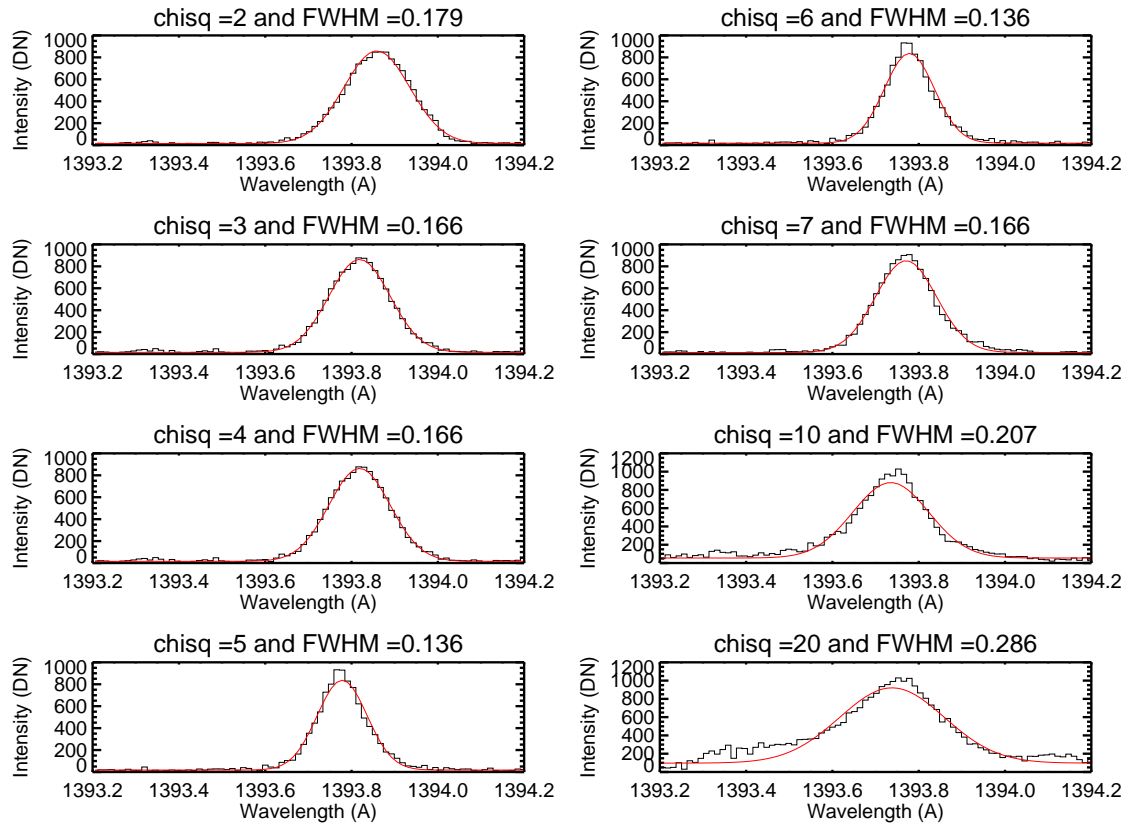 chisq =2 and FWHM =0.179
Intensity (DN)
1000
800
600
400
200
0
1393.2 1393.4 1393.6 1393.8 1394.0 1394.2
Wavelength (A)
chisq =3 and FWHM =0.166
Intensity (DN)
1000
800
600
400
200
0
1393.2 1393.4 1393.6 1393.8 1394.0 1394.2
Wavelength (A)
chisq =4 and FWHM =0.166
Intensity (DN)
1000
800
600
400
200
0
1393.2 1393.4 1393.6 1393.8 1394.0 1394.2
Wavelength (A)
chisq =5 and FWHM =0.136
Intensity (DN)
1000
800
600
400
200
0
1393.2 1393.4 1393.6 1393.8 1394.0 1394.2
Wavelength (A)
chisq =6 and FWHM =0.136
Intensity (DN)
1000
800
600
400
200
0
1393.2 1393.4 1393.6 1393.8 1394.0 1394.2
Wavelength (A)
chisq =7 and FWHM =0.166
Intensity (DN)
1000
800
600
400
200
0
1393.2 1393.4 1393.6 1393.8 1394.0 1394.2
Wavelength (A)
chisq =10 and FWHM =0.207
Intensity (DN)
1200
1000
800
600
400
200
0
1393.2 1393.4 1393.6 1393.8 1394.0 1394.2
Wavelength (A)
chisq =20 and FWHM =0.286
Intensity (DN)
1200
1000
800
600
400
200
0
1393.2 1393.4 1393.6 1393.8 1394.0 1394.2
Wavelength (A)